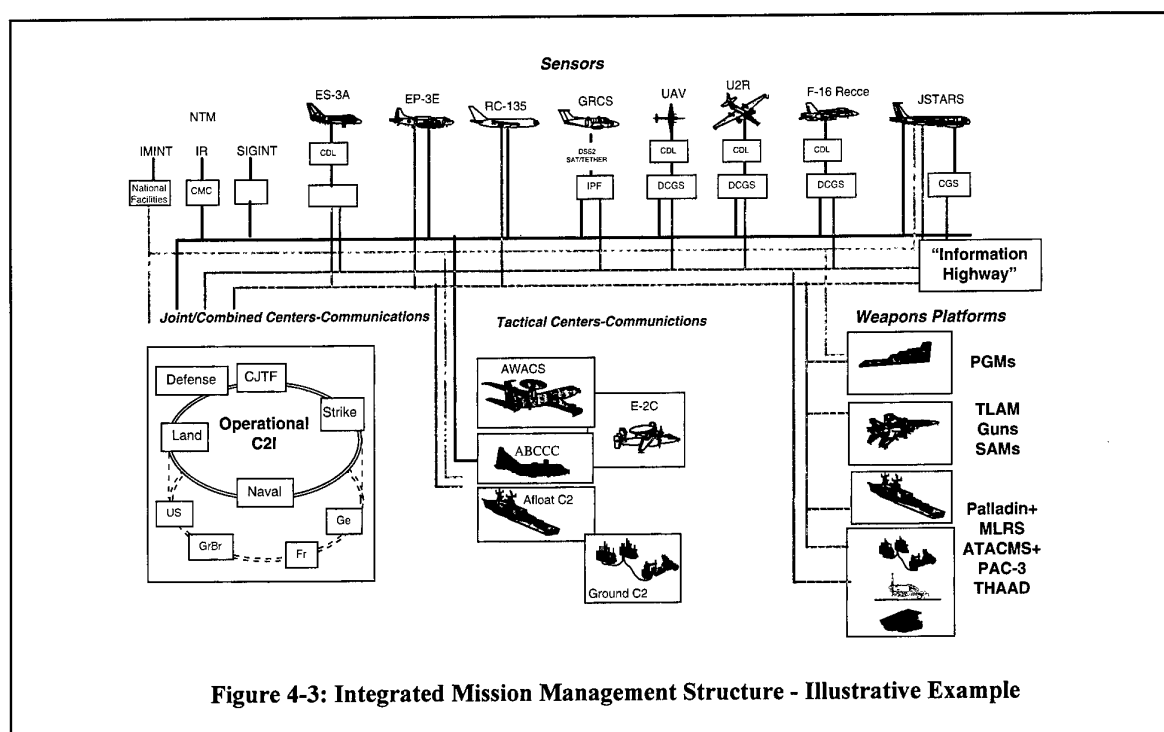 Sensors
ES-3A
EP-3E
RC-135
GRCS
UAV
U2R
F-16 Recce
JSTARS
NTM
IMINT
IR
SIGINT
CDL
DSS2
SAT/TETHER
CDL
CDL
CDL
National
Facilities
CMC
IPF
DCGS
DCGS
DCGS
CGS
"Information
Highway"
Joint/Combined Centers-Communications
Tactical Centers-Communictions
Weapons Platforms
Defense
CJTF
Strike
Land
Operational
C2I
Naval
US
GrBr
Fr
Ge
AWACS
E-2C
ABCCC
Afloat C2
Ground C2
PGMs
TLAM
Guns
SAMs
Palladin+
MLRS
ATACMS+
PAC-3
THAAD
Figure 4-3: Integrated Mission Management Structure - Illustrative Example